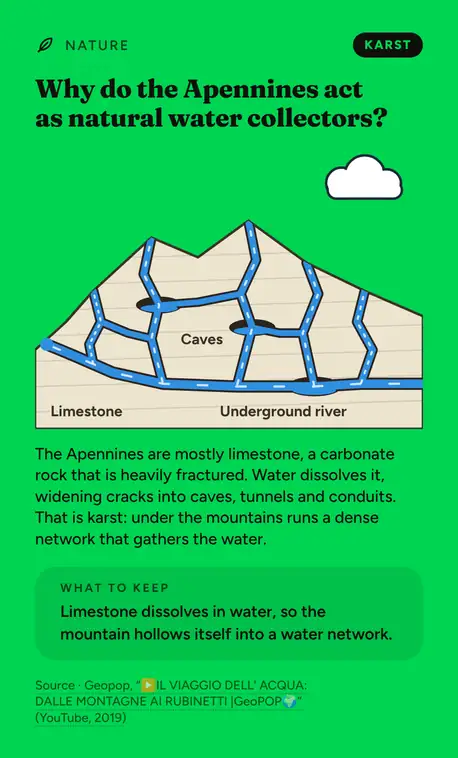 NATURE
KARST
Why do the Apennines act
as natural water collectors?
Caves
Limestone
Underground river
The Apennines are mostly limestone, a carbonate
rock that is heavily fractured. Water dissolves it,
widening cracks into caves, tunnels and conduits.
That is karst: under the mountains runs a dense
network that gathers the water.
WHAT TO KEEP
Limestone dissolves in water, so the
mountain hollows itself into a water network.
Source · Geopop, "▶️IL VIAGGIO DELL' ACQUA:
DALLE MONTAGNE AI RUBINETTI |GeoPOP🌍"
(YouTube, 2019)